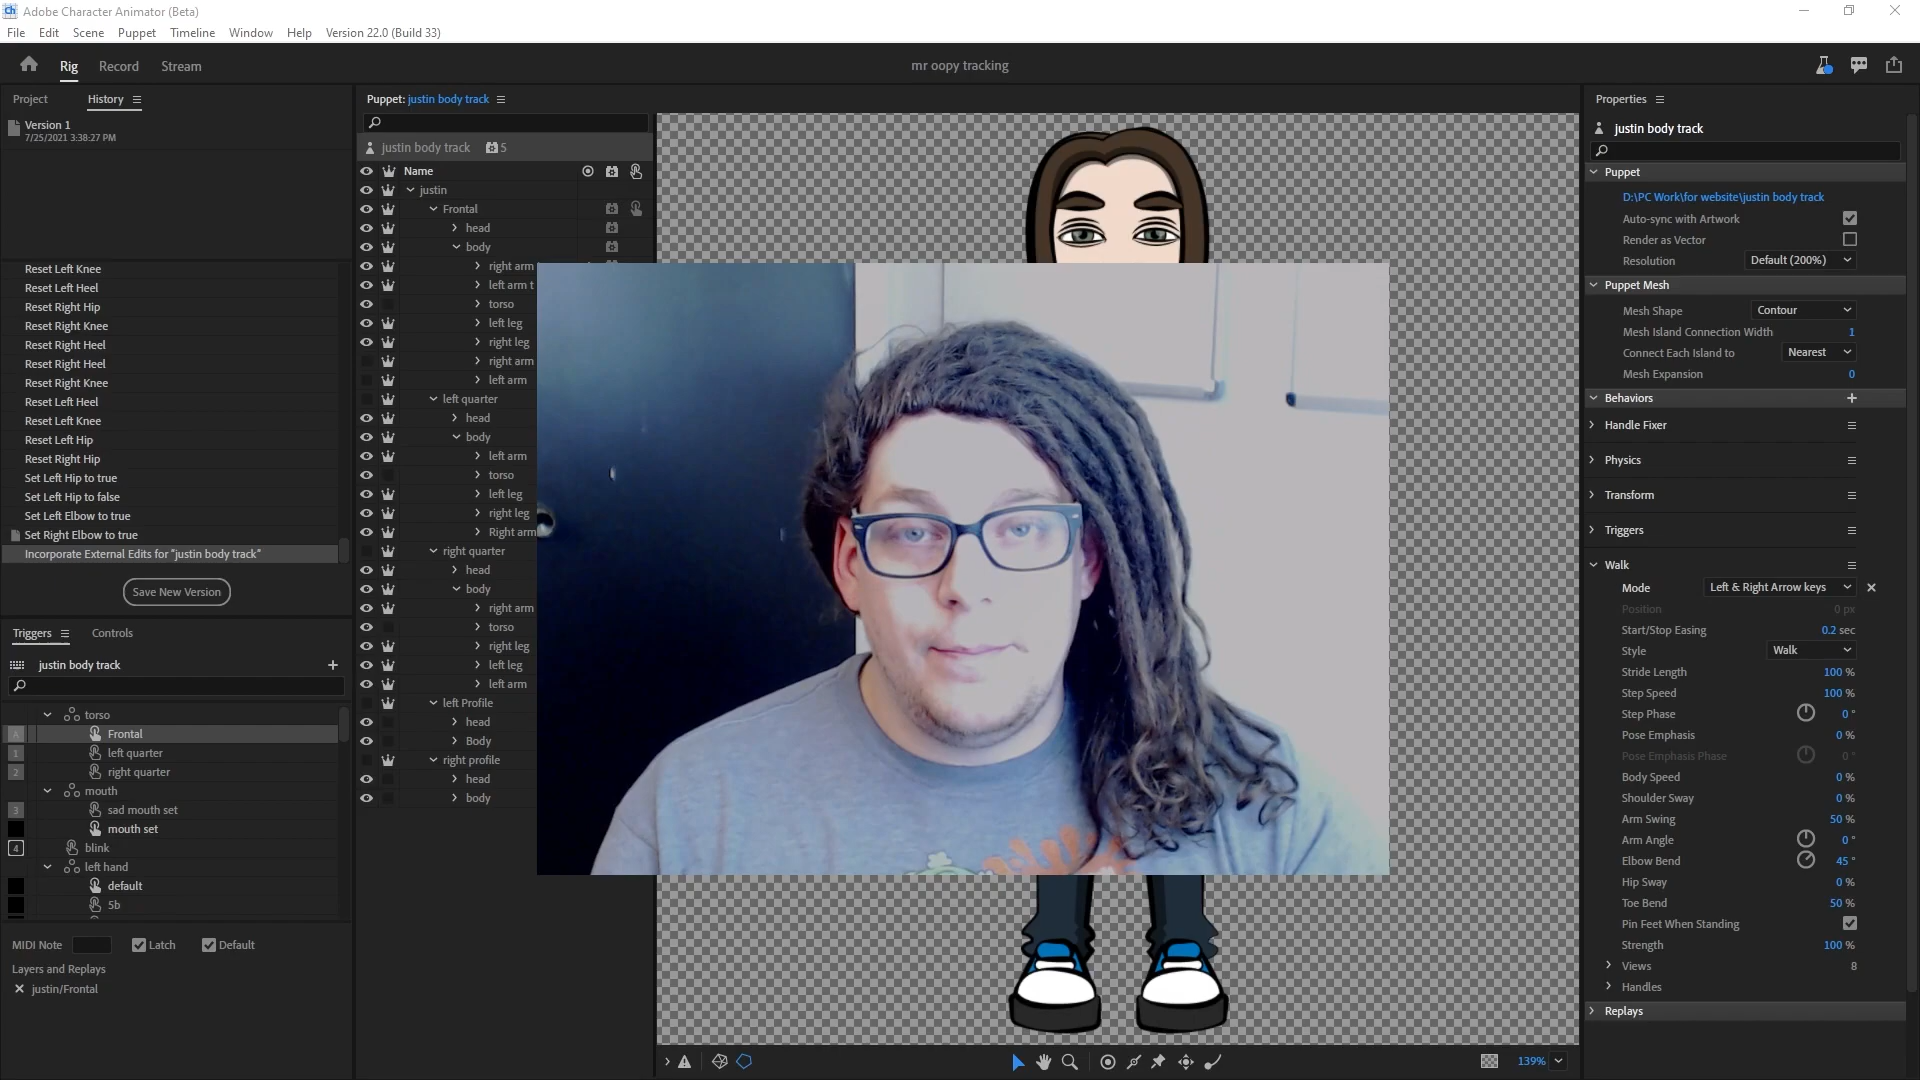 Ch Adobe Character Animator (Beta)
File Edit Scene Puppet Timeline Window Help Version 22.0 (Build 33)
Rig Record Stream
mr oopy tracking
Project History
Version 1
7/25/2021 3:38:27 PM
Reset Left Knee
Reset Left Heel
Reset Right Hip
Reset Right Knee
Reset Right Heel
Reset Right Heel
Reset Right Knee
Reset Left Heel
Reset Left Knee
Reset Left Hip
Reset Right Hip
Set Left Hip to true
Set Left Hip to false
Set Left Elbow to true
Set Right Elbow to true
Incorporate External Edits for "justin body track"
Save New Version
Triggers Controls
justin body track
torso
A Frontal
1 left quarter
2 right quarter
mouth
3 sad mouth set
mouth set
4 blink
left hand
default
5b
MIDI Note Latch Default
Layers and Replays
justin/Frontal
Puppet: justin body track
justin body track 5
Name
justin
Frontal
head
body
right arm
left arm t
torso
left leg
right leg
right arm
left arm
left quarter
head
body
left arm
torso
left leg
right leg
Right arm
right quarter
head
body
right arm
torso
right leg
left leg
left arm
left Profile
head
Body
right profile
head
body
139%
Properties
justin body track
Puppet
D:\PC Work\for website\justin body track
Auto-sync with Artwork
Render as Vector
Resolution Default (200%)
Puppet Mesh
Mesh Shape Contour
Mesh Island Connection Width 1
Connect Each Island to Nearest
Mesh Expansion 0
Behaviors
Handle Fixer
Physics
Transform
Triggers
Walk
Mode Left & Right Arrow keys
Position 0 px
Start/Stop Easing 0.2 sec
Style Walk
Stride Length 100 %
Step Speed 100 %
Step Phase 0 °
Pose Emphasis 0 %
Pose Emphasis Phase 0 °
Body Speed 0 %
Shoulder Sway 0 %
Arm Swing 50 %
Arm Angle 0 °
Elbow Bend 45 °
Hip Sway 0 %
Toe Bend 50 %
Pin Feet When Standing
Strength 100 %
Views 8
Handles
Replays